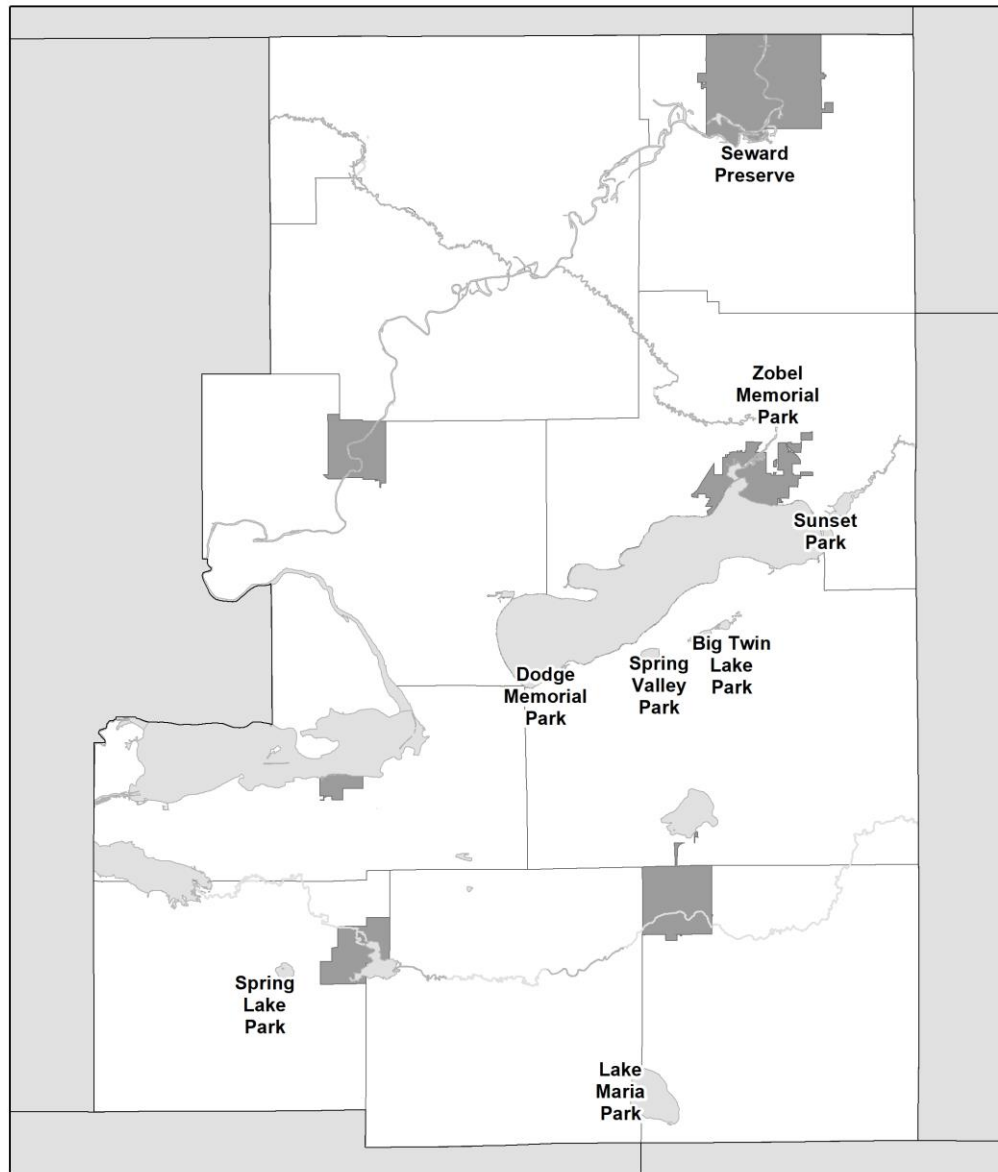 Seward
Preserve
Zobel
Memorial
Park
Sunset
Park
Big Twin
Lake
Park
Spring
Valley
Park
Dodge
Memorial
Park
Spring
Lake
Park
Lake
Maria
Park